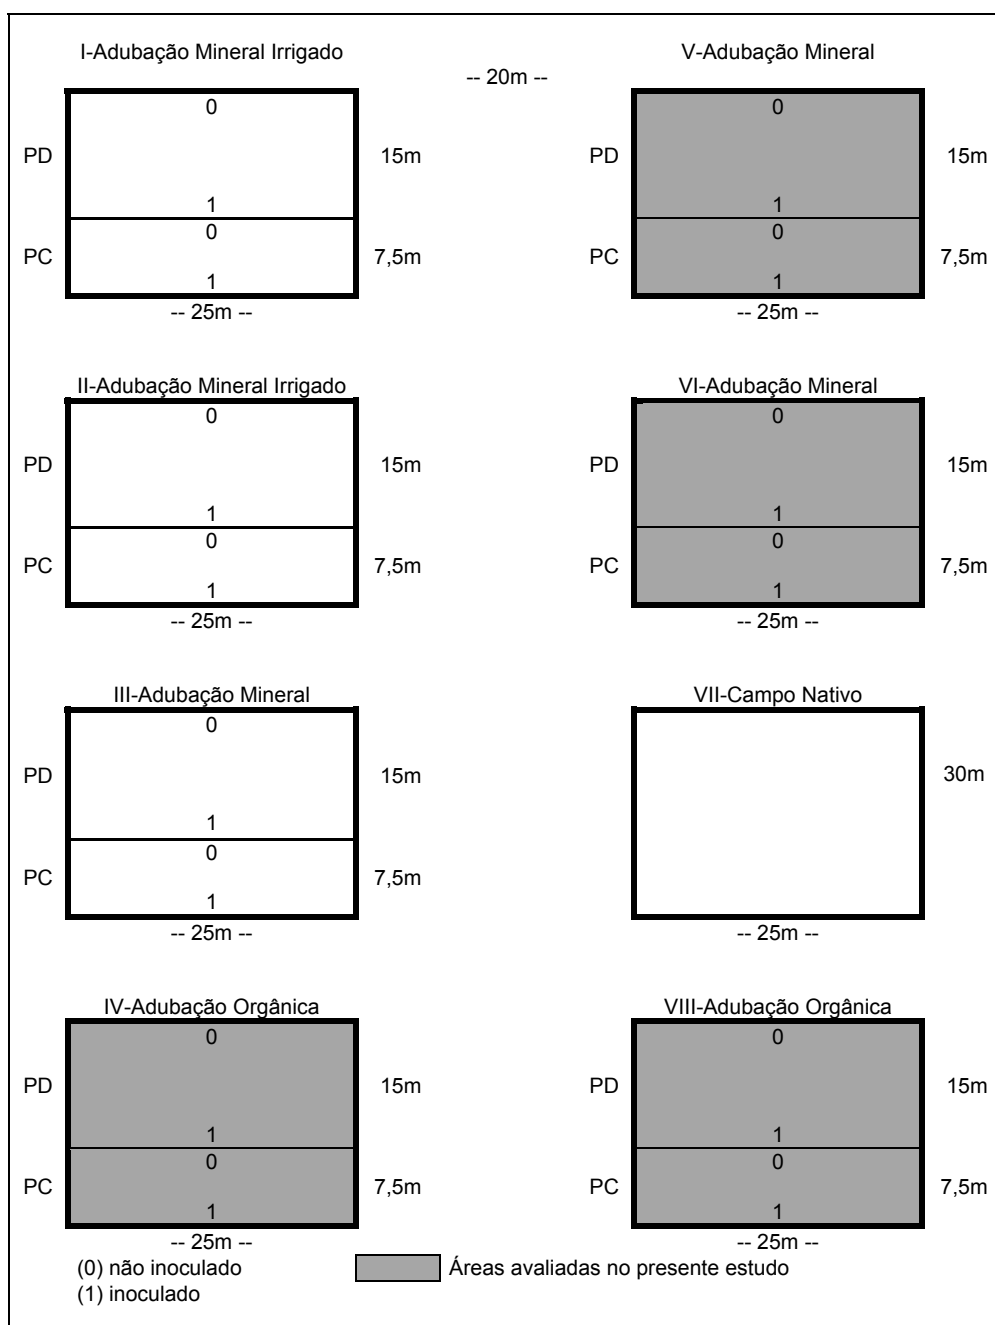 I-Adubação Mineral Irrigado
V-Adubação Mineral
-- 20m --
0
0
PD
15m
PD
15m
1
1
0
0
PC
7,5m
PC
7,5m
1
1
-- 25m --
-- 25m --
II-Adubação Mineral Irrigado
VI-Adubação Mineral
0
0
PD
15m
PD
15m
1
1
0
0
PC
7,5m
PC
7,5m
1
1
-- 25m --
-- 25m --
III-Adubação Mineral
VII-Campo Nativo
0
PD
15m
30m
1
0
PC
7,5m
1
-- 25m --
-- 25m --
IV-Adubação Orgânica
VIII-Adubação Orgânica
0
0
PD
15m
PD
15m
1
1
0
0
PC
7,5m
PC
7,5m
1
1
-- 25m --
-- 25m --
(0) não inoculado
Áreas avaliadas no presente estudo
(1) inoculado